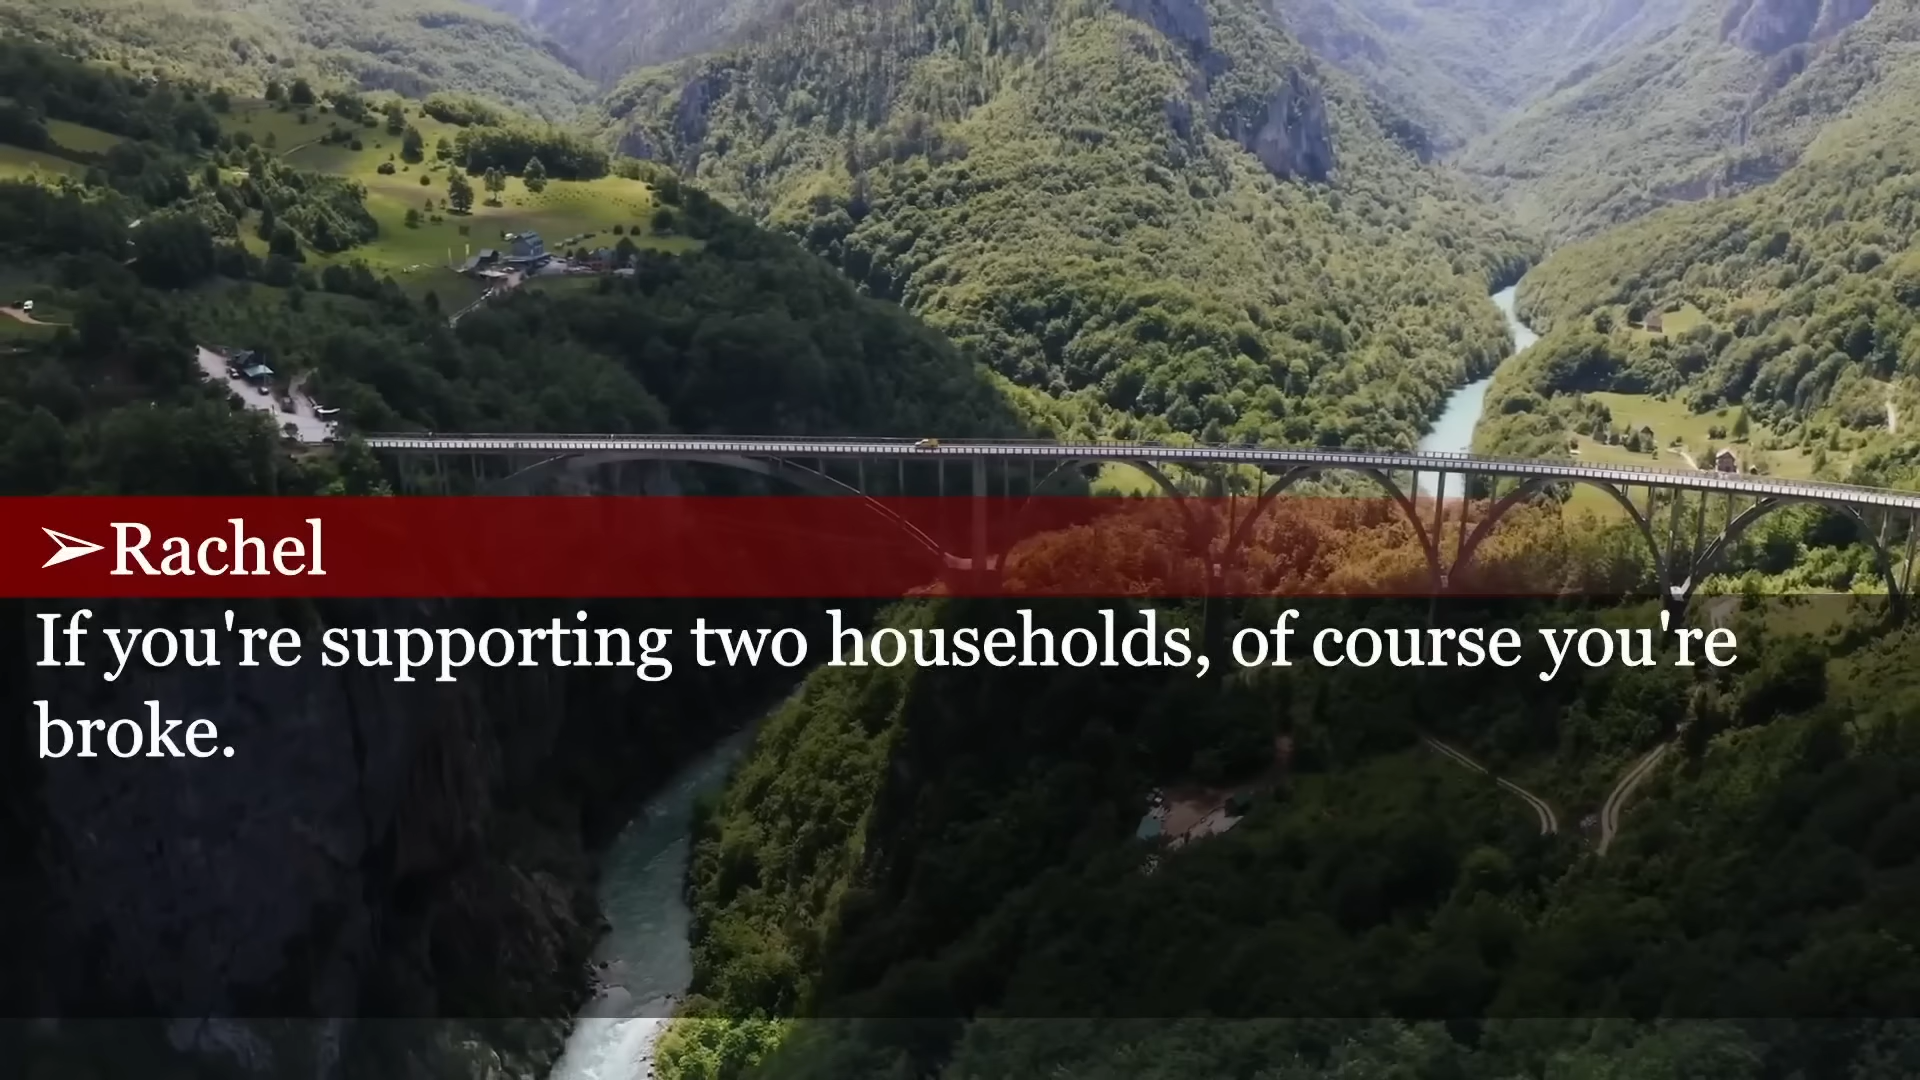 ➢Rachel
If you're supporting two households, of course you're
broke.